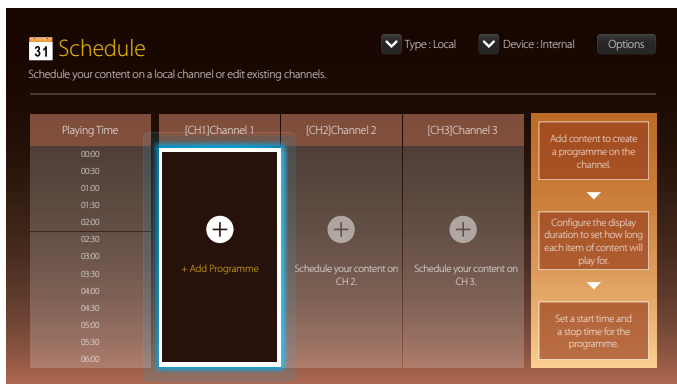 31 Schedule
Type : Local
Device : Internal
Options
Schedule your content on a local channel or edit existing channels.
Playing Time
[CH1]Channel 1
[CH2]Channel 2
[CH3]Channel 3
00:00
00:30
01:00
01:30
02:00
02:30
03:00
03:30
04:00
04:30
05:00
05:30
06:00
+ Add Programme
Schedule your content on
CH 2.
Schedule your content on
CH 3.
Add content to create
a programme on the
channel.
Configure the display
duration to set how long
each item of content will
play for.
Set a start time and
a stop time for the
programme.